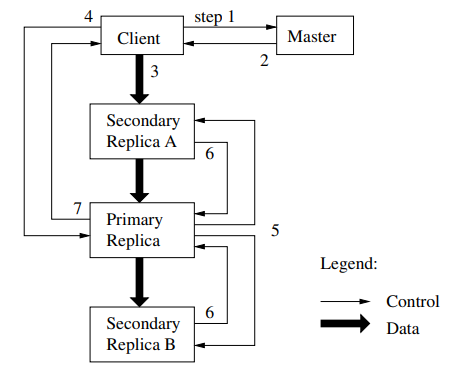 4
step 1
Client
Master
2
3
Secondary
Replica A
6
7
Primary
Replica
5
Legend:
Control
6
Secondary
Replica B
Data